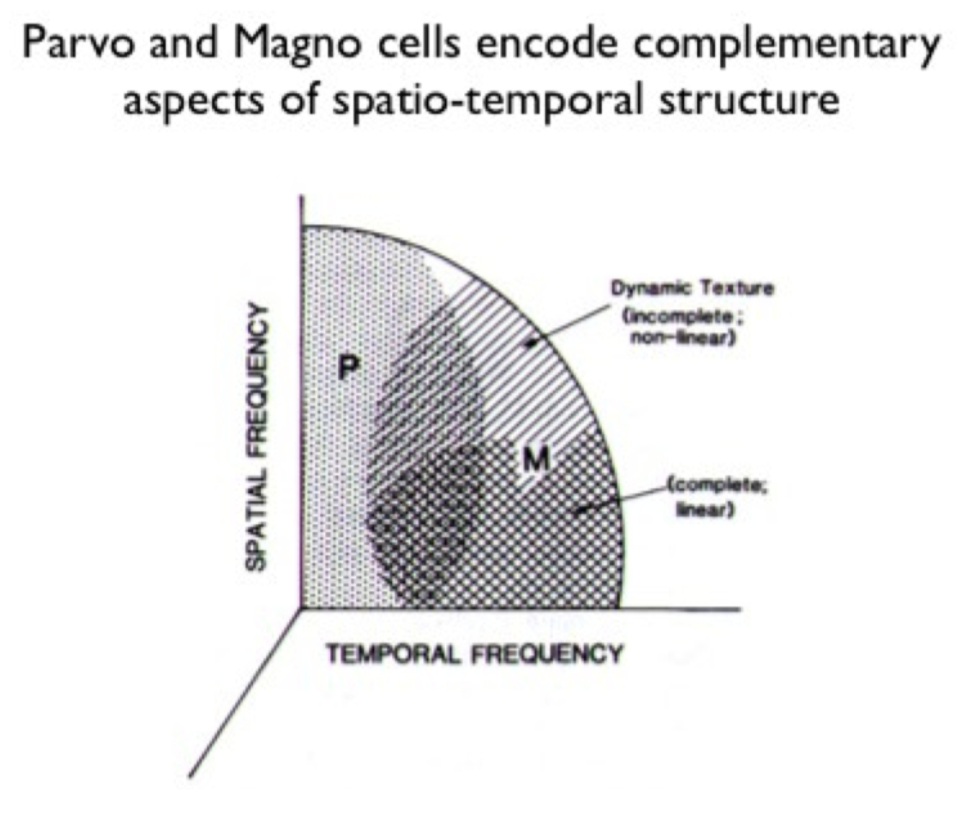 Parvo and Magno cells encode complementary
aspects of spatio-temporal structure
Dynamic Texture
(incomplete;
non-linear)
SPATIAL FREQUENCY
P
M
(complete;
linear)
TEMPORAL FREQUENCY